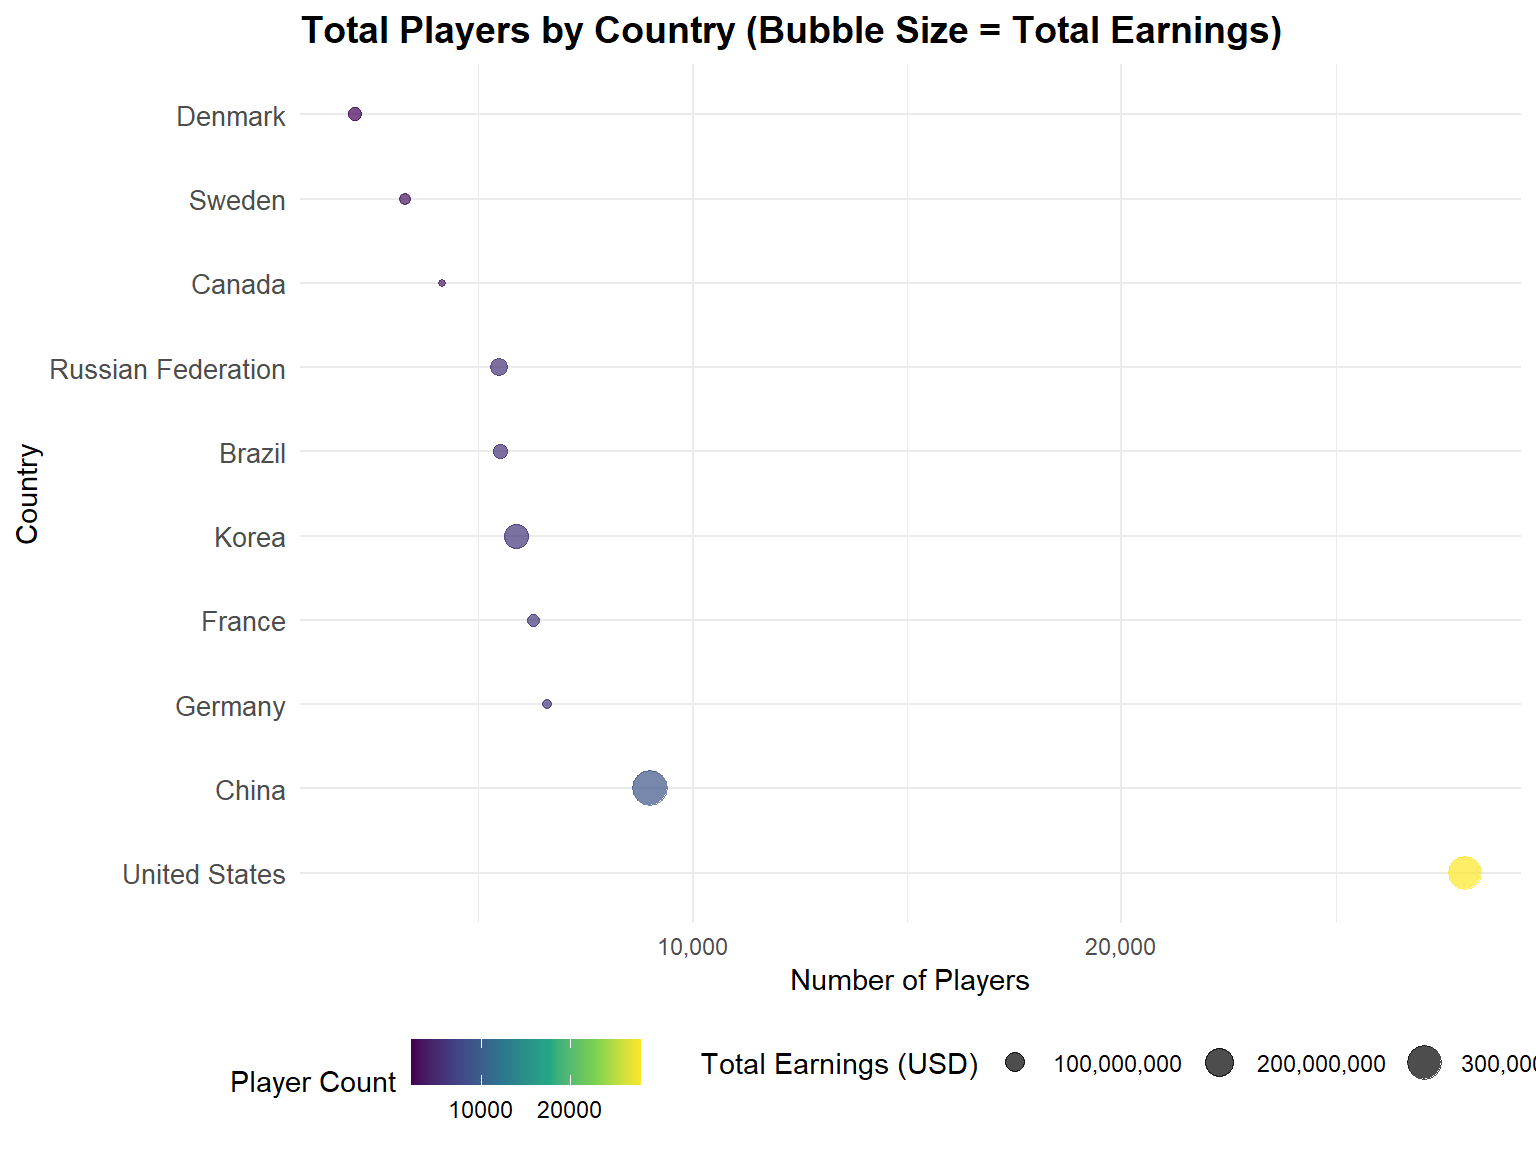 Total Players by Country (Bubble Size = Total Earnings)
Denmark
Sweden
Canada
Russian Federation
Brazil
Korea
France
Germany
China
United States
Country
10,000 20,000
Number of Players
Player Count
10000 20000
Total Earnings (USD) 100,000,000 200,000,000 300,000